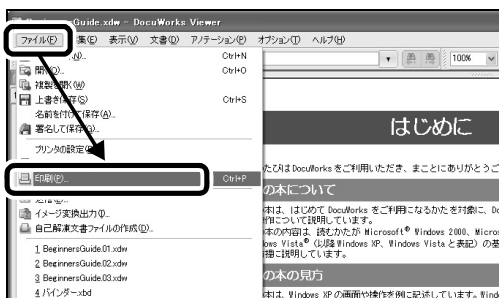 Guide.xdw - DocuWorks Viewer
ファイル(F) 集(E) 表示(V) 文書(D) アノテーション(P) オプション(T) ヘルプ(H)
Ctrl+N
開 Ctrl+O
複製 開く(W)
上書き保存(S) Ctrl+S
名前を付けて保存(A)...
署名して保存(G)...
プリンタの設定
印刷(P)... Ctrl+P
イメージ変換出力
自己解凍文書ファイルの作成(D)...
1 BeginnersGuide.01.xdw
2 BeginnersGuide.02.xdw
3 BeginnersGuide.03.xdw
4 バインダー.xbd
100%
はじめに
たびは DocuWorks をご利用いただき、まことにありがとうご
の本について
本は、はじめて DocuWorks をご利用になるかたを対象に、Do
作について説明しています。
本の内容は、読むかたが Microsoft® Windows 2000、Micros
ows Vista®（以降 Windows XP、Windows Vista と表記）の基
に説明しています。
の本の見方
本は、Windows XP の画面や操作を例に記述しています。Wind